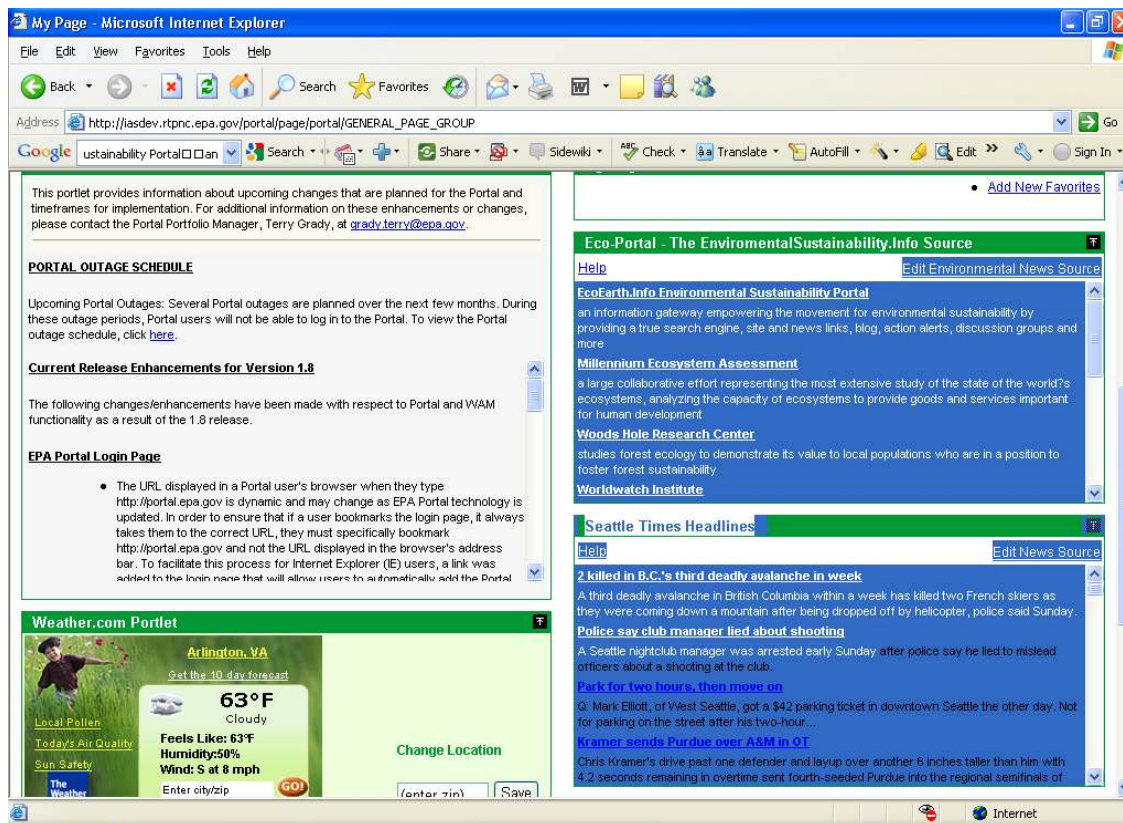 My Page - Microsoft Internet Explorer
File Edit View Favorites Tools Help
Back Search Favorites
Address http://iasdev.rtpnc.epa.gov/portal/page/portal/GENERAL_PAGE_GROUP Go
Google ustainability Portal□□an Search Share Sidewiki Check Translate AutoFill Edit Sign In
This portlet provides information about upcoming changes that are planned for the Portal and
timeframes for implementation. For additional information on these enhancements or changes,
please contact the Portal Portfolio Manager, Terry Grady, at grady.terry@epa.gov.
PORTAL OUTAGE SCHEDULE
Upcoming Portal Outages: Several Portal outages are planned over the next few months. During
these outage periods, Portal users will not be able to log in to the Portal. To view the Portal
outage schedule, click here.
Current Release Enhancements for Version 1.8
The following changes/enhancements have been made with respect to Portal and WAM
functionality as a result of the 1.8 release.
EPA Portal Login Page
• The URL displayed in a Portal user's browser when they type
http://portal.epa.gov is dynamic and may change as EPA Portal technology is
updated. In order to ensure that if a user bookmarks the login page, it always
takes them to the correct URL, they must specifically bookmark
http://portal.epa.gov and not the URL displayed in the browser's address
bar. To facilitate this process for Internet Explorer (IE) users, a link was
added to the login page that will allow users to automatically add the Portal
Weather.com Portlet
Arlington, VA
Get the 10 day forecast
63°F
Cloudy
Local Pollen
Today's Air Quality
Sun Safety
Feels Like: 63°F
Humidity:50%
Wind: S at 8 mph
The
Weather
Enter city/zip GO!
Change Location
(enter zip) Save
• Add New Favorites
Eco-Portal - The EnviromentalSustainability.Info Source
Help Edit Environmental News Source
EcoEarth.Info Environmental Sustainability Portal
an information gateway empowering the movement for environmental sustainability by
providing a true search engine, site and news links, blog, action alerts, discussion groups and
more
Millennium Ecosystem Assessment
a large collaborative effort representing the most extensive study of the state of the world?s
ecosystems, analyzing the capacity of ecosystems to provide goods and services important
for human development
Woods Hole Research Center
studies forest ecology to demonstrate its value to local populations who are in a position to
foster forest sustainability
Worldwatch Institute
Seattle Times Headlines
Help Edit News Source
2 killed in B.C.'s third deadly avalanche in week
A third deadly avalanche in British Columbia within a week has killed two French skiers as
they were coming down a mountain after being dropped off by helicopter, police said Sunday.
Police say club manager lied about shooting
A Seattle nightclub manager was arrested early Sunday after police say he lied to mislead
officers about a shooting at the club.
Park for two hours, then move on
Q: Mark Elliott, of West Seattle, got a $42 parking ticket in downtown Seattle the other day. Not
for parking on the street after his two-hour...
Kramer sends Purdue over A&M in OT
Chris Kramer's drive past one defender and layup over another 6 inches taller than him with
4.2 seconds remaining in overtime sent fourth-seeded Purdue into the regional semifinals of
Internet